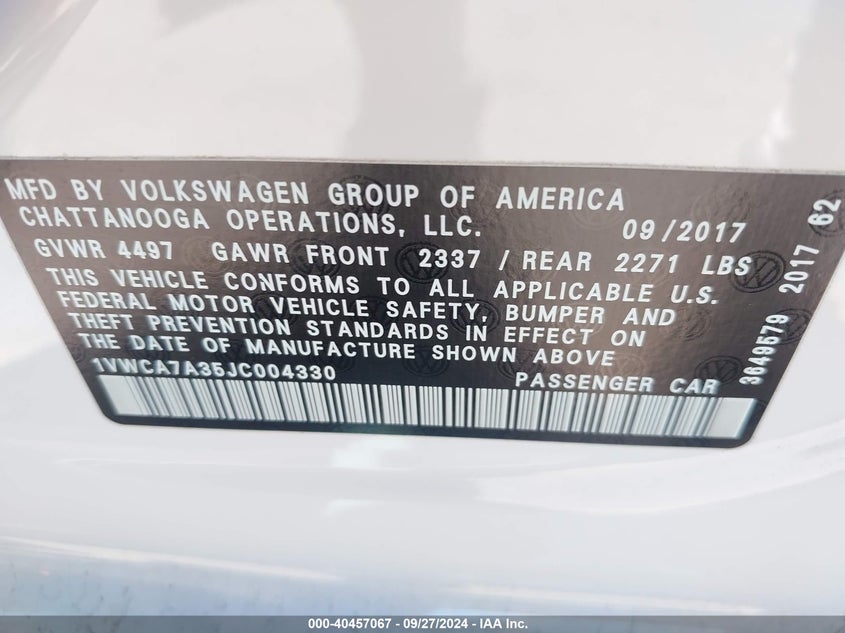 MFD BY VOLKSWAGEN GROUP OF AMERICA
CHATTANOOGA OPERATIONS, LLC. 09/2017
GVWR 4497 GAWR FRONT 2337 / REAR 2271 LBS
THIS VEHICLE CONFORMS TO ALL APPLICABLE U.S.
FEDERAL MOTOR VEHICLE SAFETY, BUMPER AND
THEFT PREVENTION STANDARDS IN EFFECT ON
THE DATE OF MANUFACTURE SHOWN ABOVE
1VWCA7A35JC004330 PASSENGER CAR
3649579 2017 62
000-40457067 - 09/27/2024 - IAA Inc.